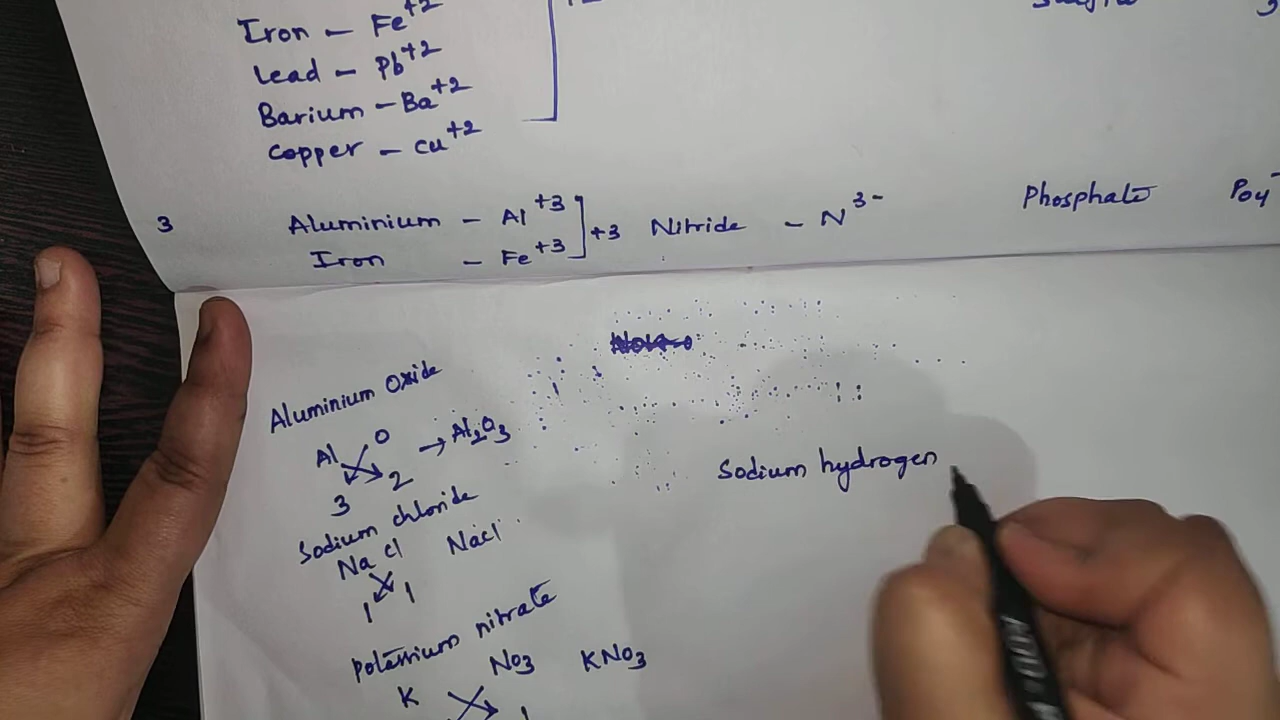 Iron - Fe+2
Lead - Pb+2
Barium - Ba+2
Copper - Cu+2
3 Aluminium - Al+3 ] +3 Nitride - N3- Phosphate PO4-
Iron - Fe+3
Aluminium Oxide
Al O → Al2O3
3 2
Sodium chloride
Na Cl NaCl
1 1
Potassium nitrate
K NO3 KNO3
1
Sodium hydrogen